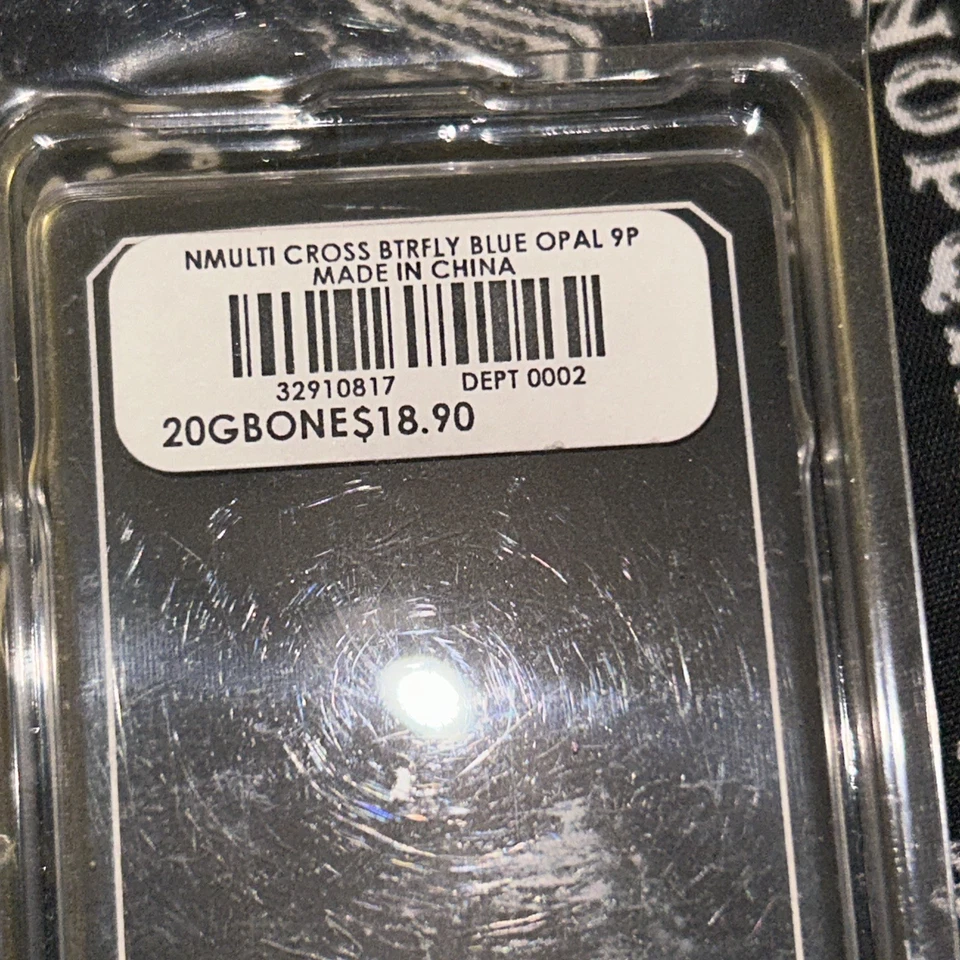 NMULTI CROSS BTRFLY BLUE OPAL 9P
MADE IN CHINA
32910817 DEPT 0002
20GBONE$18.90